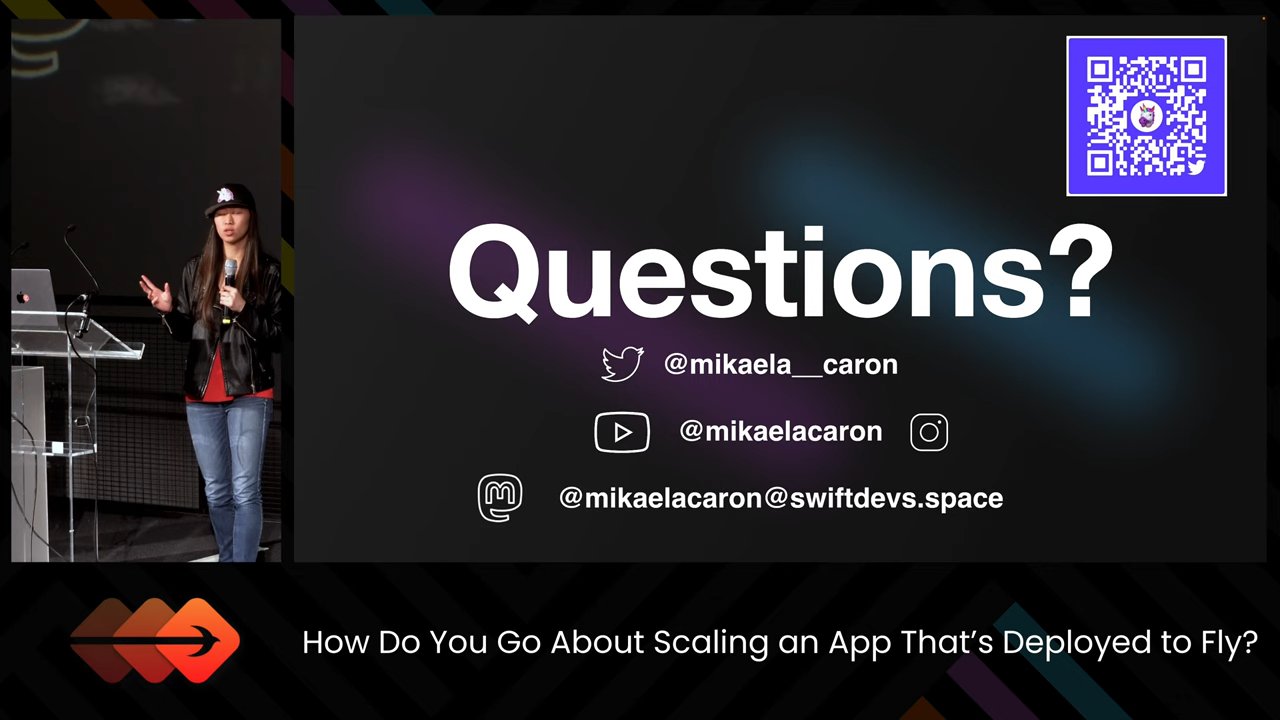 Questions?
@mikaela__caron
@mikaelacaron
@mikaelacaron@swiftdevs.space
How Do You Go About Scaling an App That's Deployed to Fly?